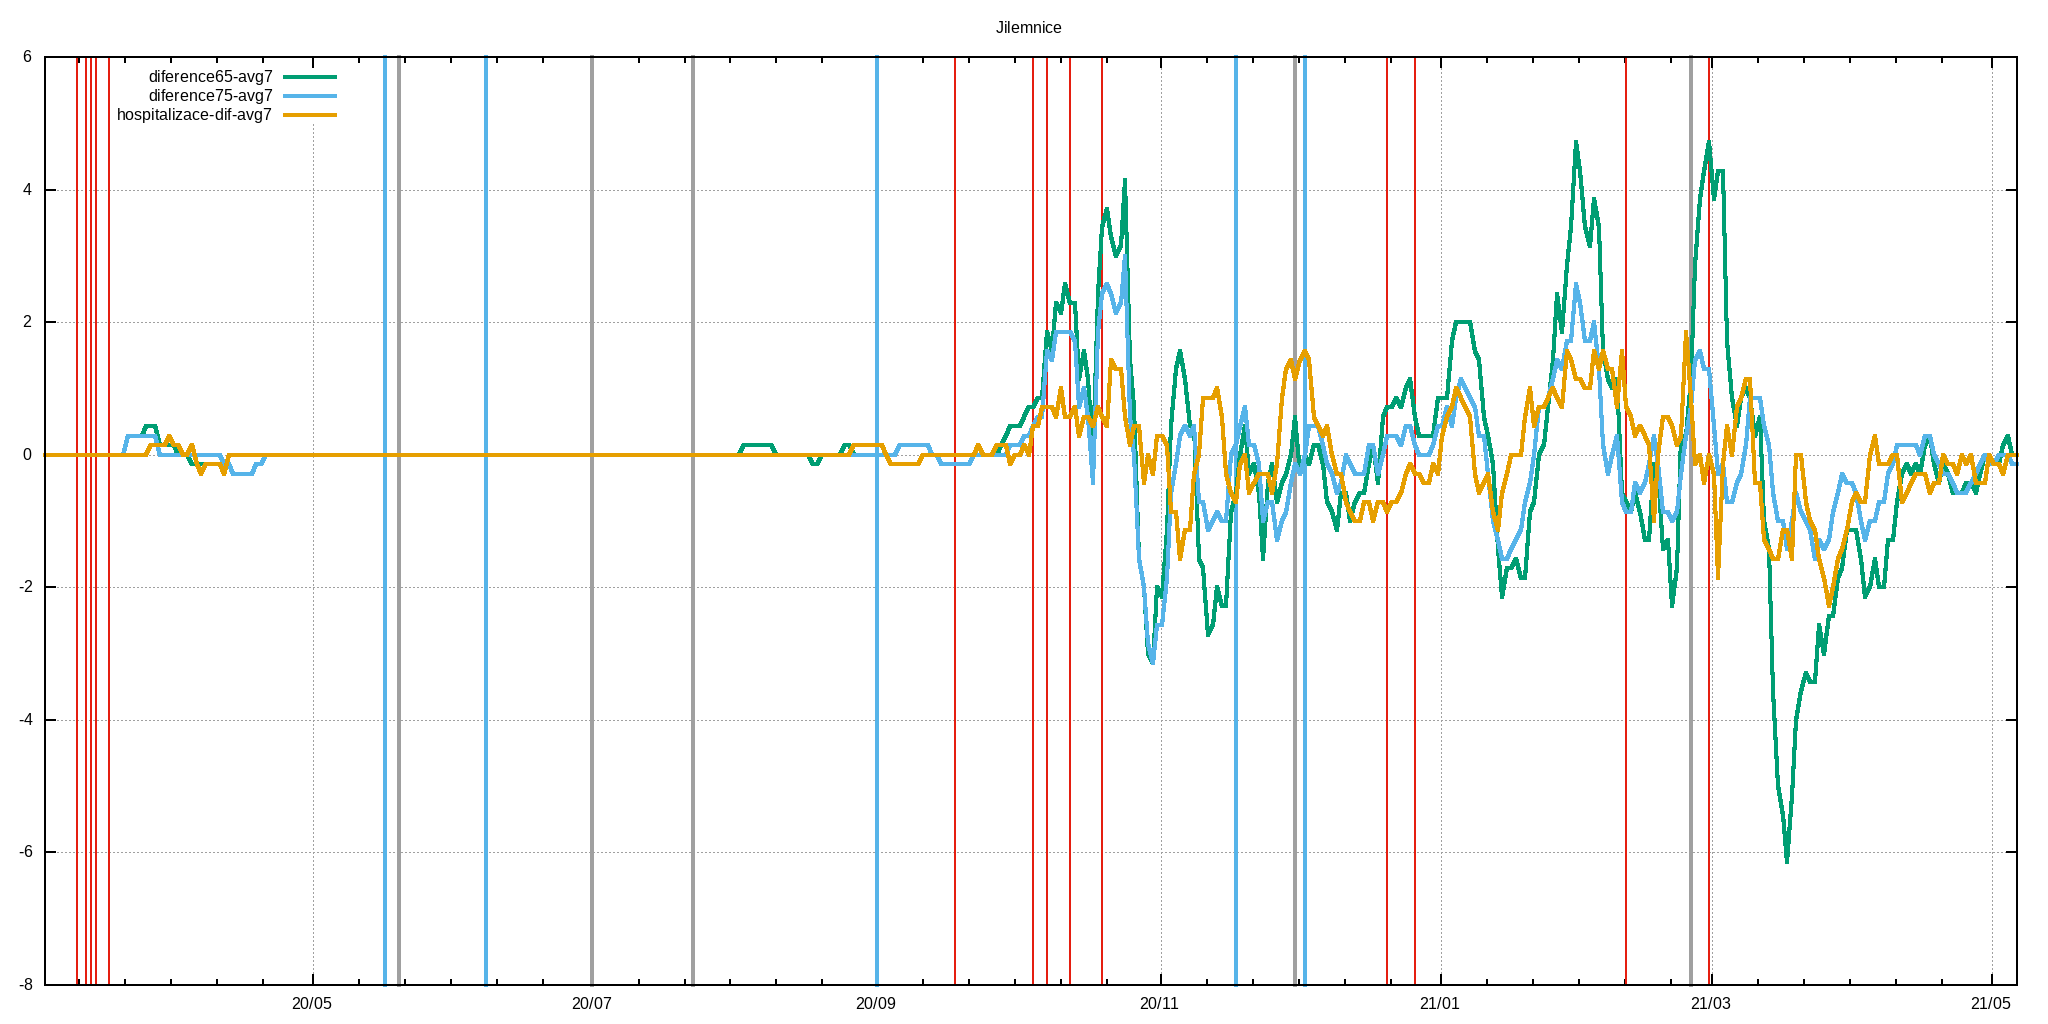 Jilemnice
diference65-avg7
diference75-avg7
hospitalizace-dif-avg7
6
4
2
0
-2
-4
-6
-8
20/05 20/07 20/09 20/11 21/01 21/03 21/05